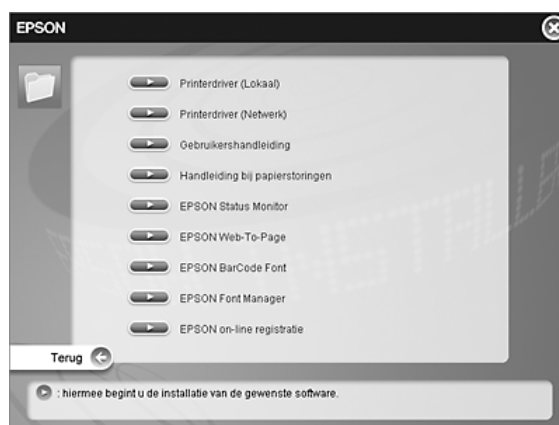 EPSON
Printerdriver (Lokaal)
Printerdriver (Netwerk)
Gebruikershandleiding
Handleiding bij papierstoringen
EPSON Status Monitor
EPSON Web-To-Page
EPSON BarCode Font
EPSON Font Manager
EPSON on-line registratie
Terug
: hiermee begint u de installatie van de gewenste software.